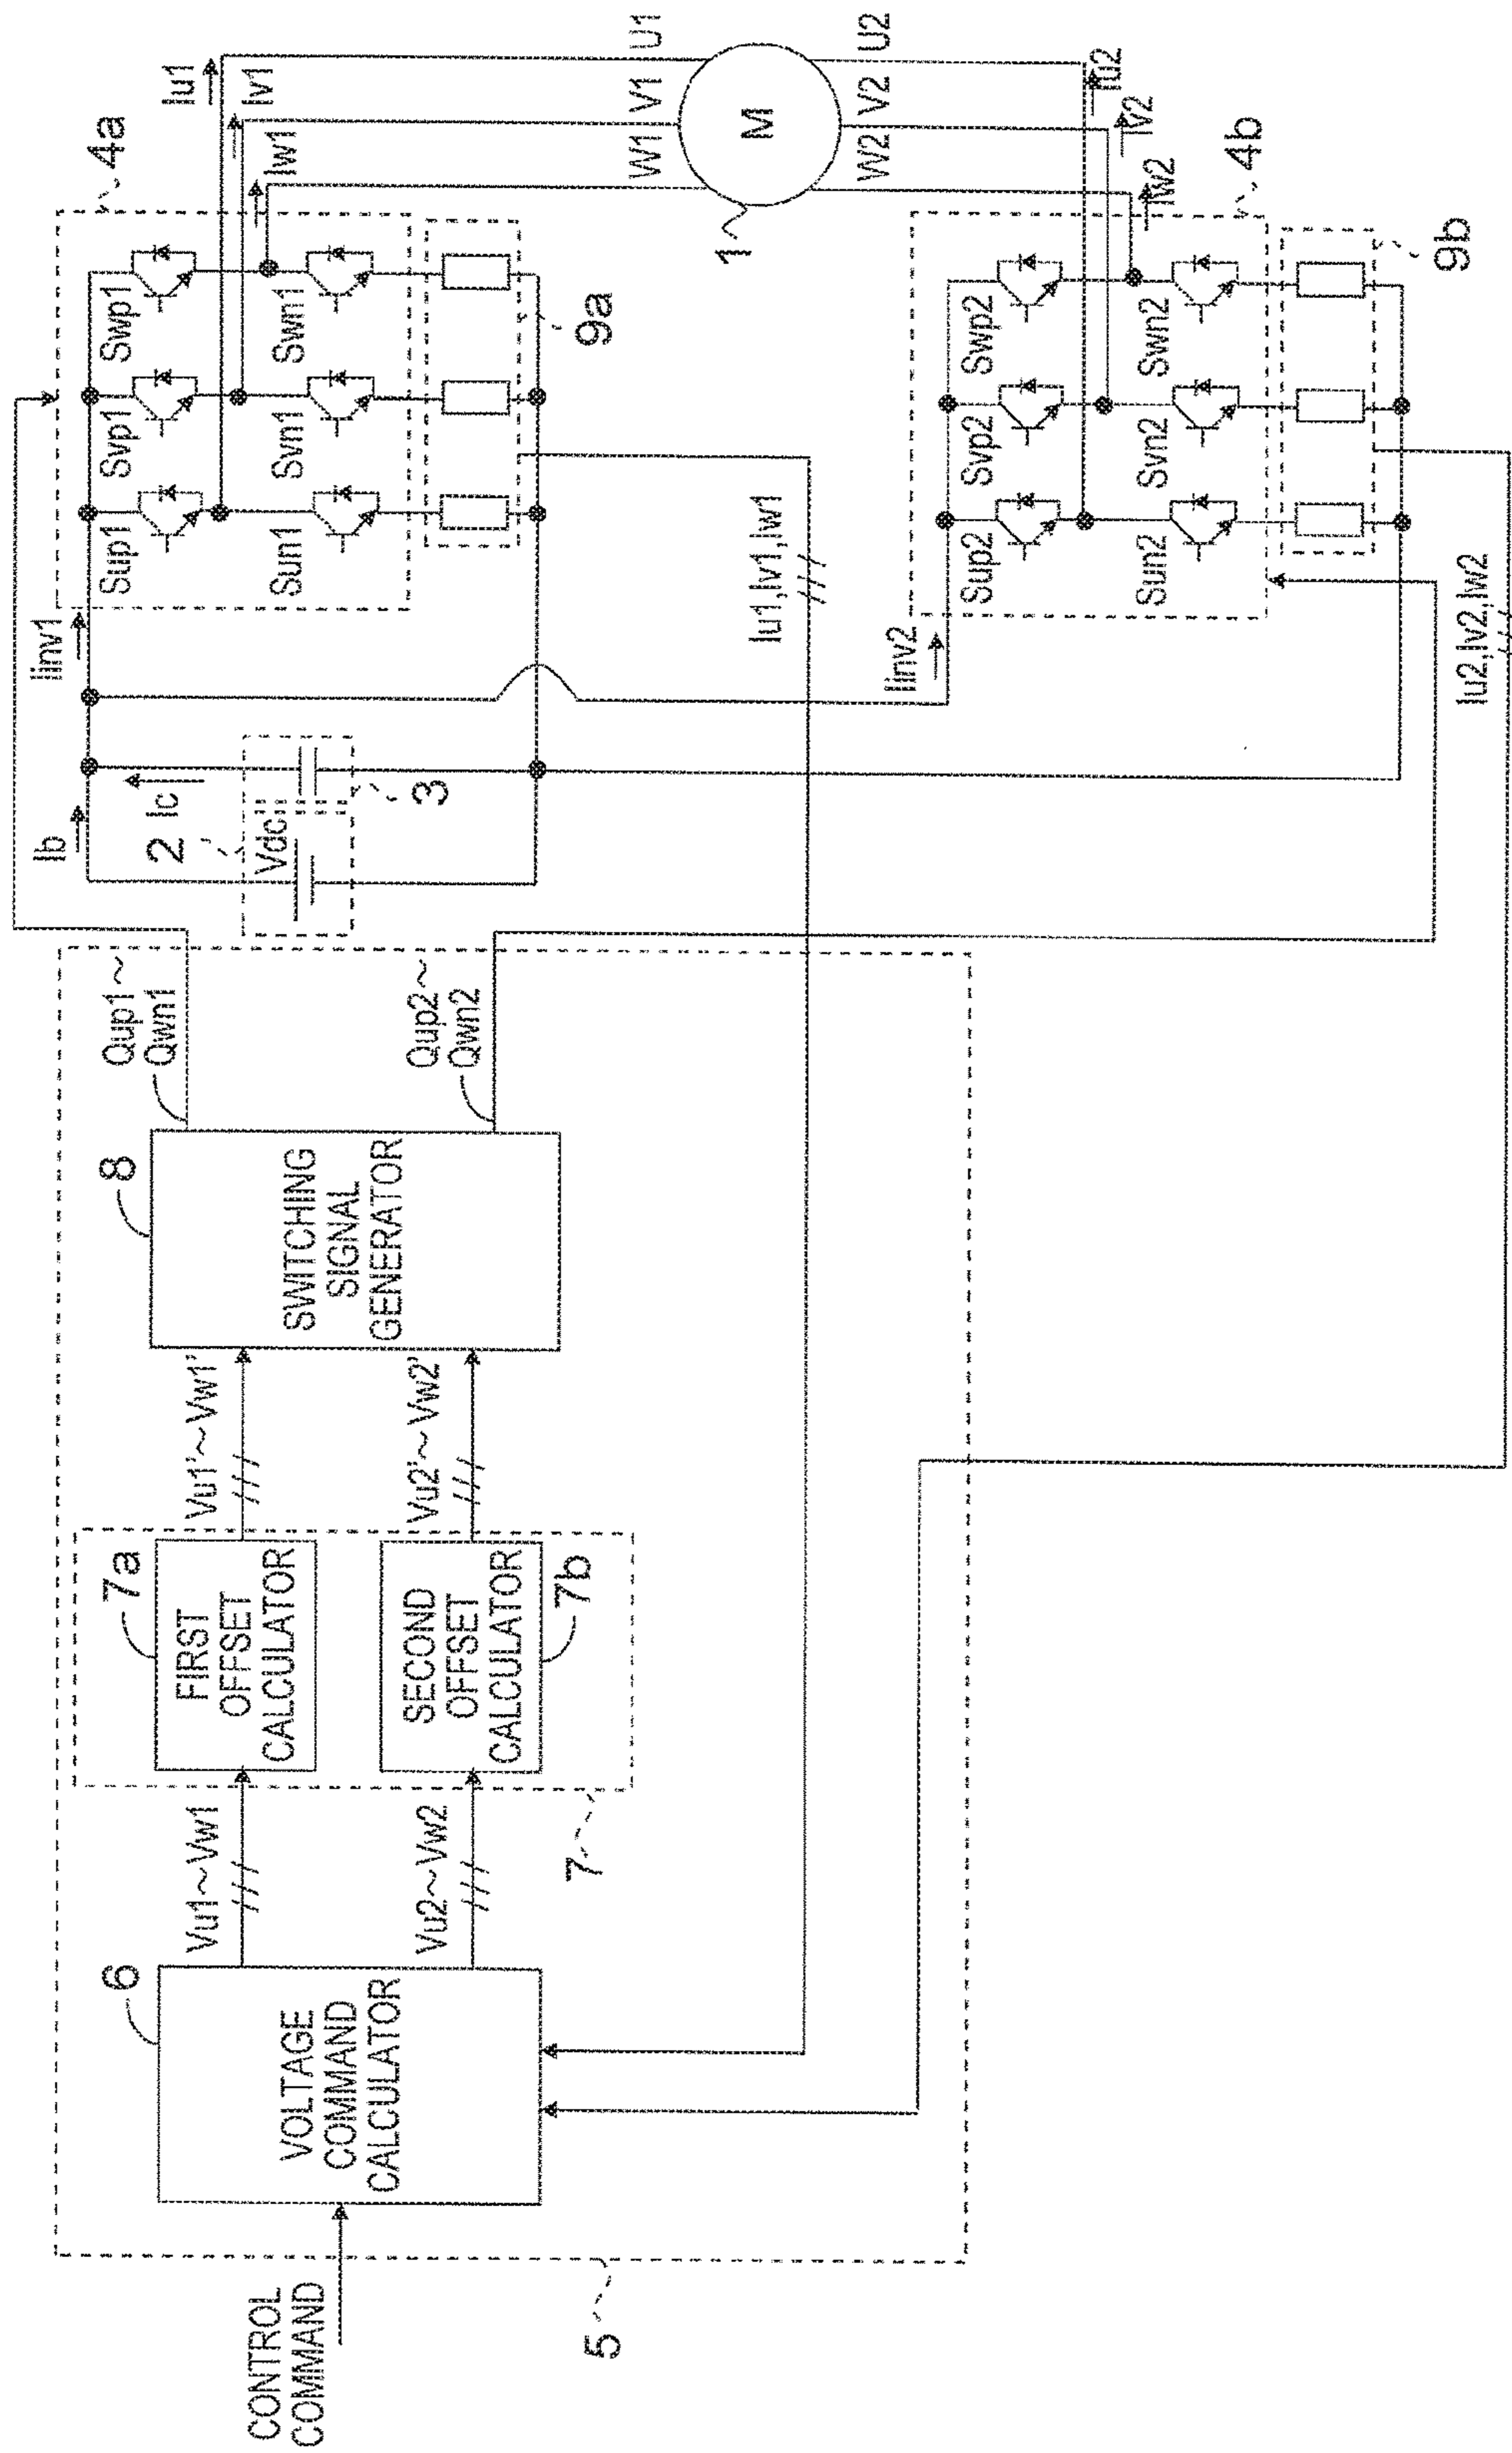 CONTROL
COMMAND
5
6
VOLTAGE
COMMAND
CALCULATOR
Vu1~Vw1
Vu2~Vw2
7
7a
FIRST
OFFSET
CALCULATOR
SECOND
OFFSET
CALCULATOR
7b
Vu1'~Vw1'
Vu2'~Vw2'
8
SWITCHING
SIGNAL
GENERATOR
Qup1~
Qwn1
Qup2~
Qwn2
Ib
Ic
2
Vdc
3
Iinv1
Iinv2
4a
Sup1
Svp1
Swp1
Sun1
Svn1
Swn1
9a
Iu1
Iv1
Iw1
Iu1,Iv1,Iw1
U1
V1
W1
M
1
W2
V2
U2
Iu2
Iv2
Iw2
4b
Sup2
Svp2
Swp2
Sun2
Svn2
Swn2
9b
Iu2,Iv2,Iw2